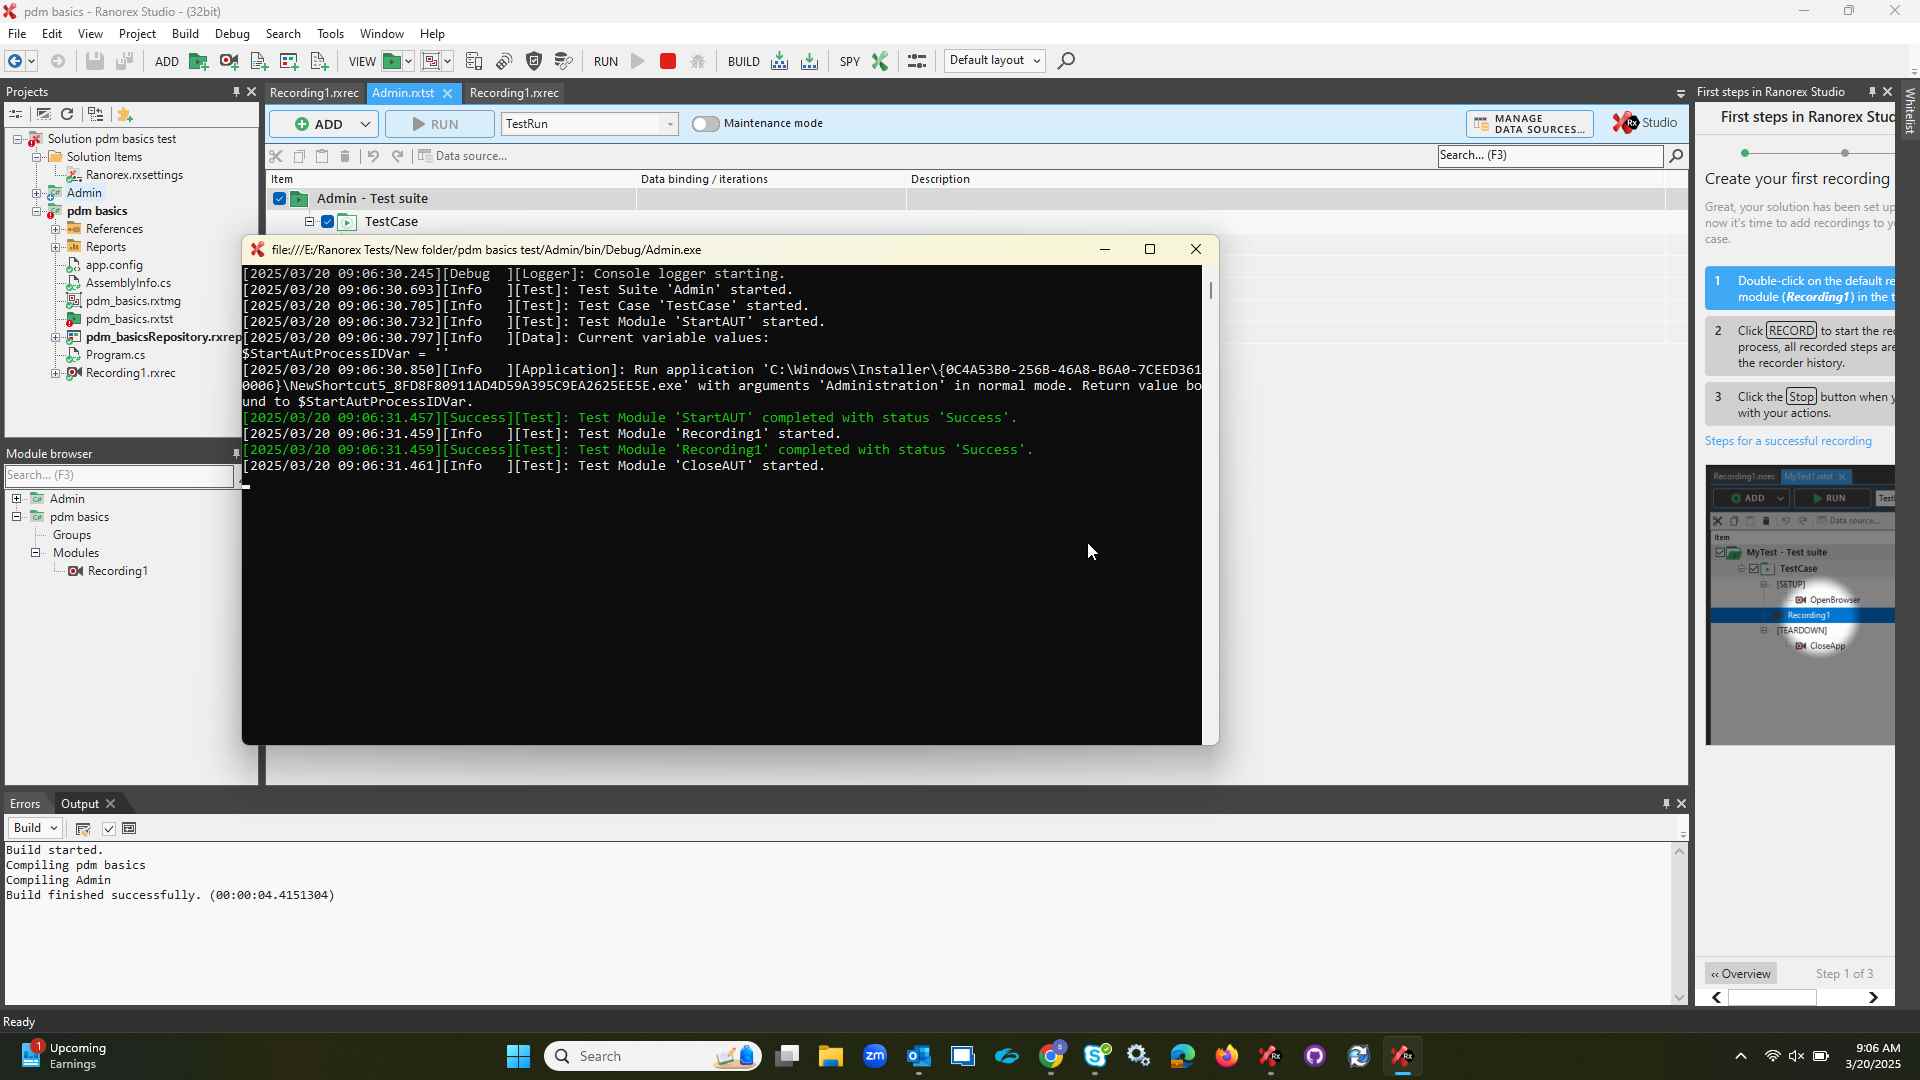 pdm basics - Ranorex Studio - (32bit)
File Edit View Project Build Debug Search Tools Window Help
ADD VIEW RUN BUILD SPY Default layout
Projects
Recording1.rxrec Admin.rxtst Recording1.rxrec
First steps in Ranorex Studio
Whitelist
ADD RUN TestRun Maintenance mode
MANAGE
DATA SOURCES...
Rx Studio
Data source...
Search... (F3)
Item Data binding / iterations Description
Admin - Test suite
TestCase
Solution pdm basics test
Solution Items
Ranorex.rxsettings
Admin
pdm basics
References
Reports
app.config
AssemblyInfo.cs
pdm_basics.rxtmg
pdm_basics.rxtst
pdm_basicsRepository.rxrep
Program.cs
Recording1.rxrec
Module browser
Search... (F3)
Admin
pdm basics
Groups
Modules
Recording1
file:///E:/Ranorex Tests/New folder/pdm basics test/Admin/bin/Debug/Admin.exe
[2025/03/20 09:06:30.245][Debug ][Logger]: Console logger starting.
[2025/03/20 09:06:30.693][Info ][Test]: Test Suite 'Admin' started.
[2025/03/20 09:06:30.705][Info ][Test]: Test Case 'TestCase' started.
[2025/03/20 09:06:30.732][Info ][Test]: Test Module 'StartAUT' started.
[2025/03/20 09:06:30.797][Info ][Data]: Current variable values:
$StartAutProcessIDVar = ''
[2025/03/20 09:06:30.850][Info ][Application]: Run application 'C:\Windows\Installer\{0C4A53B0-256B-46A8-B6A0-7CEED361
0006}\NewShortcut5_8FD8F80911AD4D59A395C9EA2625EE5E.exe' with arguments 'Administration' in normal mode. Return value bo
und to $StartAutProcessIDVar.
[2025/03/20 09:06:31.457][Success][Test]: Test Module 'StartAUT' completed with status 'Success'.
[2025/03/20 09:06:31.459][Info ][Test]: Test Module 'Recording1' started.
[2025/03/20 09:06:31.459][Success][Test]: Test Module 'Recording1' completed with status 'Success'.
[2025/03/20 09:06:31.461][Info ][Test]: Test Module 'CloseAUT' started.
First steps in Ranorex Stud
Create your first recording
Great, your solution has been set up
now it's time to add recordings to yo
case.
1 Double-click on the default re
module (Recording1) in the t
2 Click RECORD to start the rec
process, all recorded steps are
the recorder history.
3 Click the Stop button when y
with your actions.
Steps for a successful recording
Recording1.rxrec MyTest1.rxtst
ADD RUN Test
Data source...
Item
MyTest - Test suite
TestCase
[SETUP]
OpenBrowser
Recording1
[TEARDOWN]
CloseApp
‹‹ Overview Step 1 of 3
Errors Output
Build
Build started.
Compiling pdm basics
Compiling Admin
Build finished successfully. (00:00:04.4151304)
Ready
1
Upcoming
Earnings
Search
zm
Rx
Rx
9:06 AM
3/20/2025